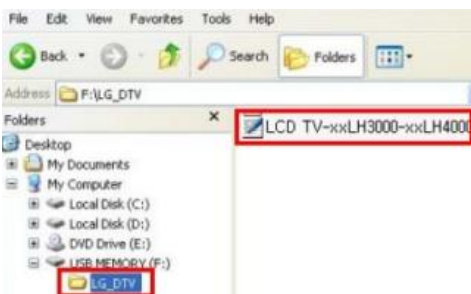 File Edit View Favorites Tools Help
Back Search Folders
Address F:\LG_DTV
Folders x
LCD TV-xxLH3000-xxLH4000
Desktop
My Documents
My Computer
Local Disk (C:)
Local Disk (D:)
DVD Drive (E:)
USB MEMORY (F:)
LG_DTV